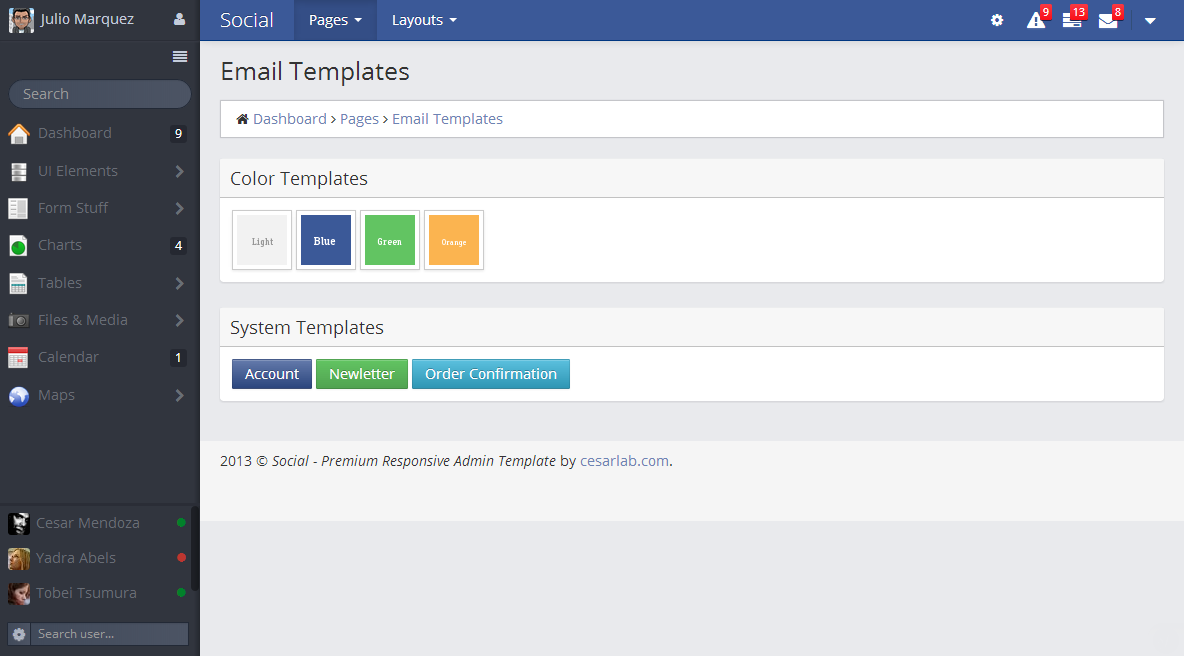 Julio Marquez
Social Pages Layouts
9 13 8
Search
Dashboard 9
UI Elements
Form Stuff
Charts 4
Tables
Files & Media
Calendar 1
Maps
Cesar Mendoza
Yadra Abels
Tobei Tsumura
Search user...
Email Templates
Dashboard › Pages › Email Templates
Color Templates
Light Blue Green Orange
System Templates
Account Newletter Order Confirmation
2013 © Social - Premium Responsive Admin Template by cesarlab.com.